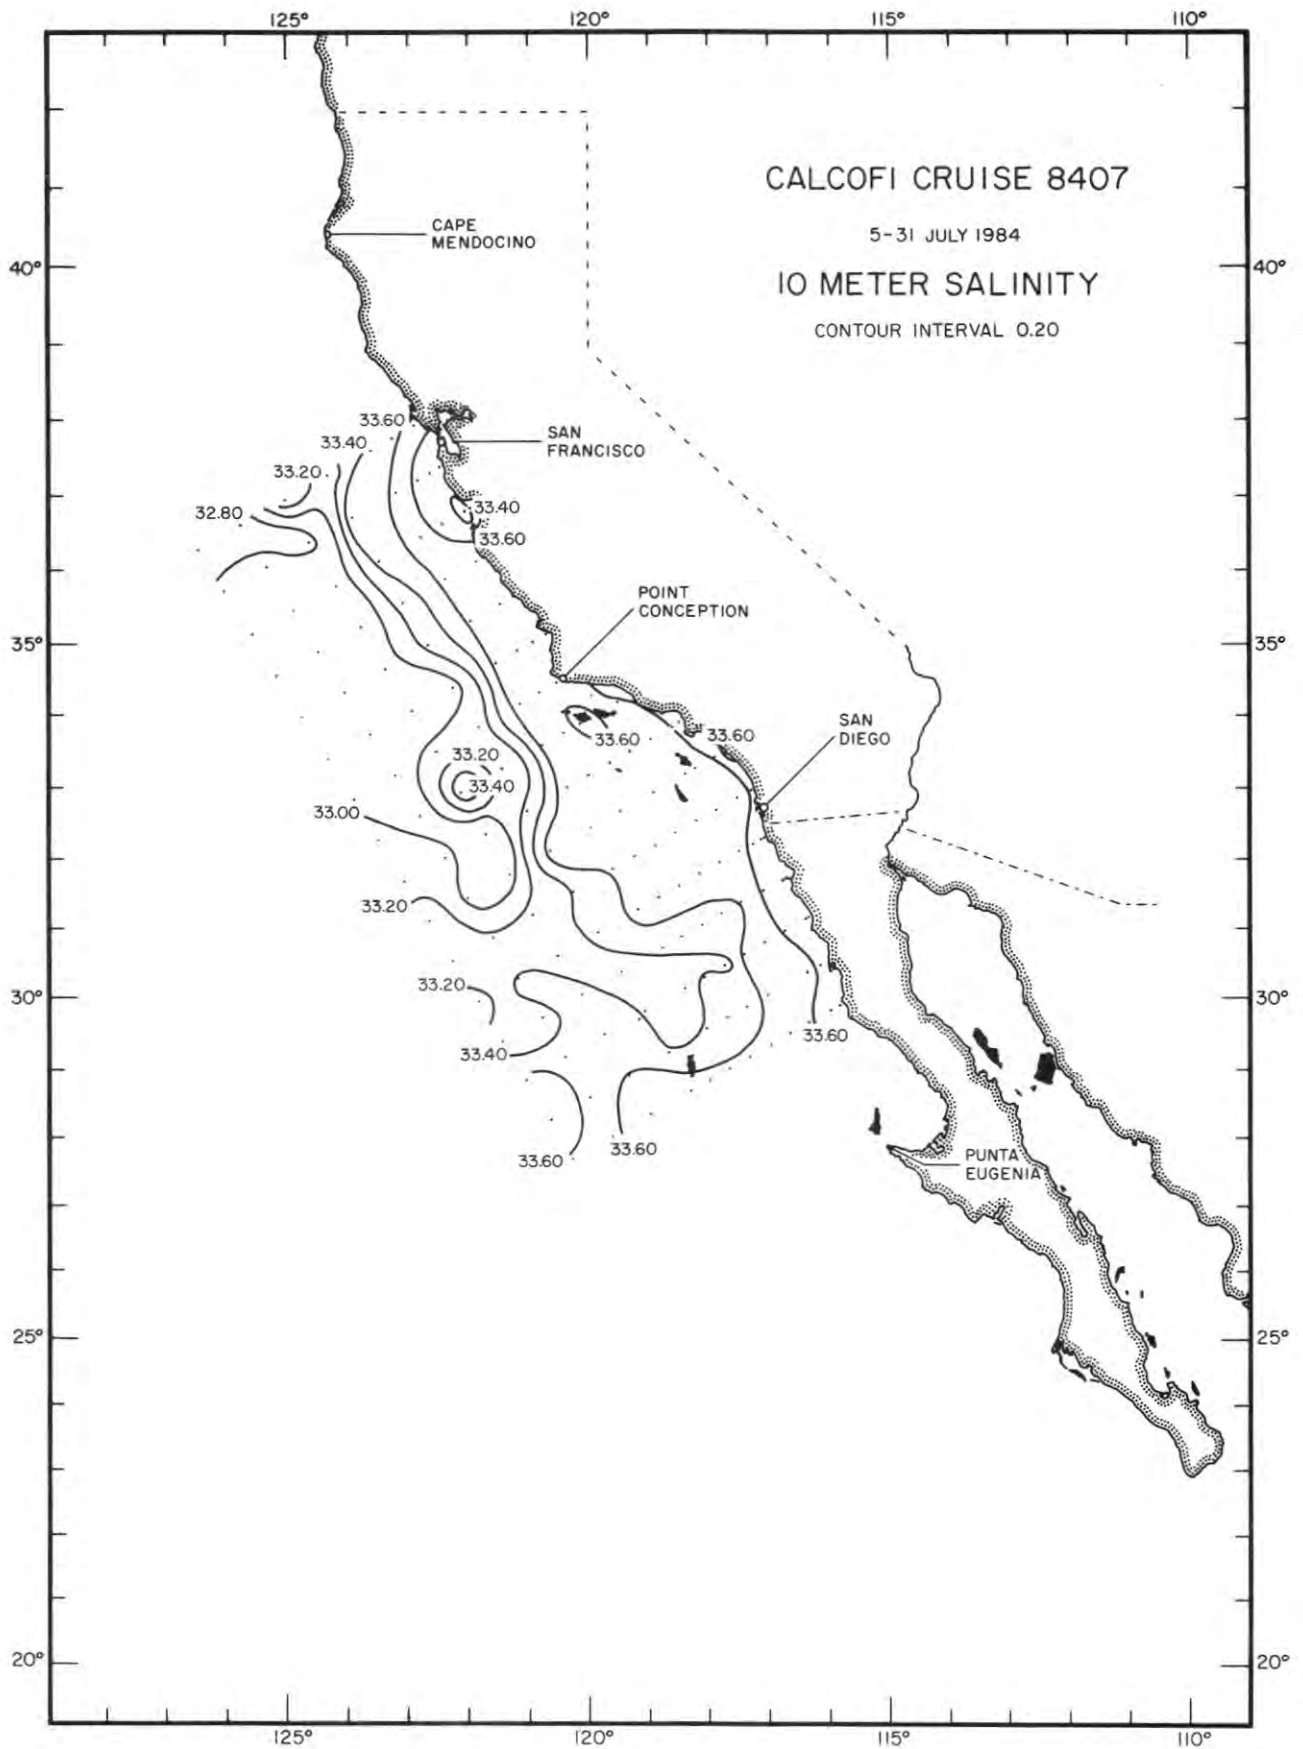 125°
120°
115°
110°
CALCOFI CRUISE 8407
5-31 JULY 1984
10 METER SALINITY
CONTOUR INTERVAL 0.20
CAPE
MENDOCINO
40°
40°
33.60
33.40
SAN
FRANCISCO
33.20
33.40
32.80
33.60
POINT
CONCEPTION
35°
35°
SAN
DIEGO
33.60
33.60
33.20
33.40
33.00
33.20
33.20
30°
30°
33.60
33.40
33.60
33.60
PUNTA
EUGENIA
25°
25°
20°
20°
125°
120°
115°
110°